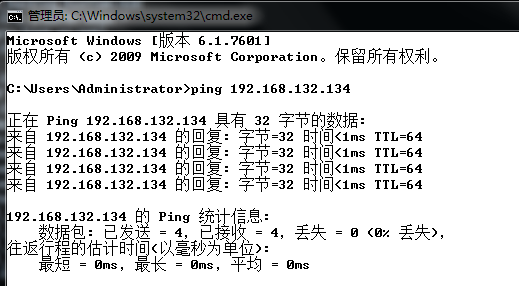 管理员: C:\Windows\system32\cmd.exe
Microsoft Windows [版本 6.1.7601]
版权所有 (c) 2009 Microsoft Corporation。保留所有权利。
C:\Users\Administrator>ping 192.168.132.134
正在 Ping 192.168.132.134 具有 32 字节的数据:
来自 192.168.132.134 的回复: 字节=32 时间<1ms TTL=64
来自 192.168.132.134 的回复: 字节=32 时间<1ms TTL=64
来自 192.168.132.134 的回复: 字节=32 时间<1ms TTL=64
来自 192.168.132.134 的回复: 字节=32 时间<1ms TTL=64
192.168.132.134 的 Ping 统计信息:
数据包: 已发送 = 4，已接收 = 4，丢失 = 0 (0% 丢失)，
往返行程的估计时间(以毫秒为单位):
最短 = 0ms，最长 = 0ms，平均 = 0ms